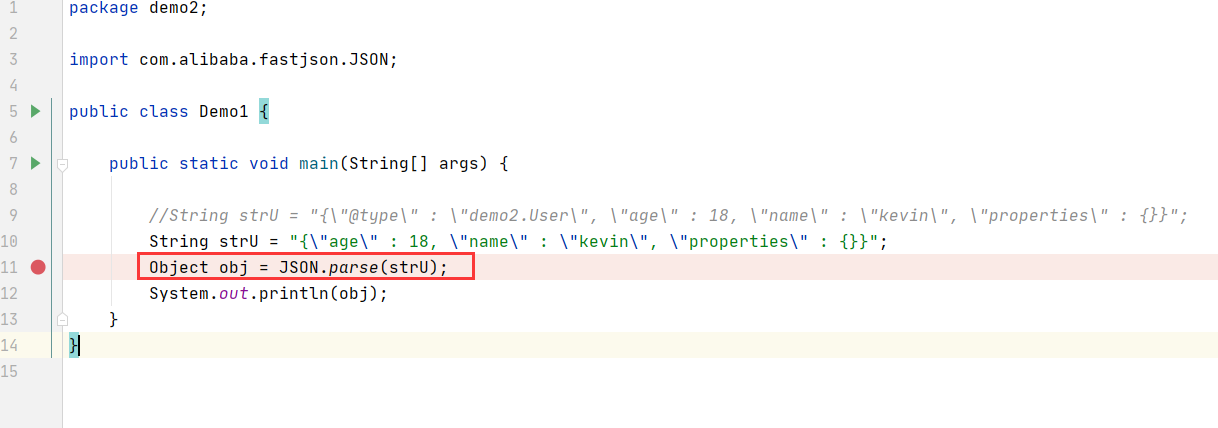 1 package demo2;
2
3 import com.alibaba.fastjson.JSON;
4
5 public class Demo1 {
6
7 public static void main(String[] args) {
8
9 //String strU = "{\"@type\" : \"demo2.User\", \"age\" : 18, \"name\" : \"kevin\", \"properties\" : {}}";
10 String strU = "{\"age\" : 18, \"name\" : \"kevin\", \"properties\" : {}}";
11 Object obj = JSON.parse(strU);
12 System.out.println(obj);
13 }
14 }
15